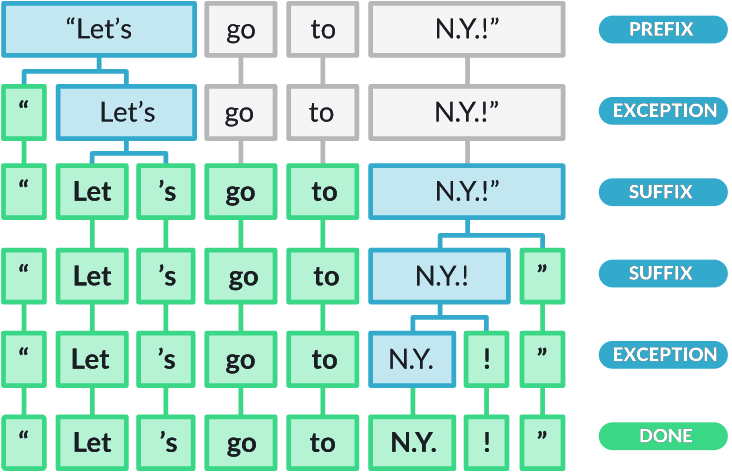 “Let’s go to N.Y.!” PREFIX
“ Let’s go to N.Y.!” EXCEPTION
“ Let ’s go to N.Y.!” SUFFIX
“ Let ’s go to N.Y.! ” SUFFIX
“ Let ’s go to N.Y. ! ” EXCEPTION
“ Let ’s go to N.Y. ! ” DONE